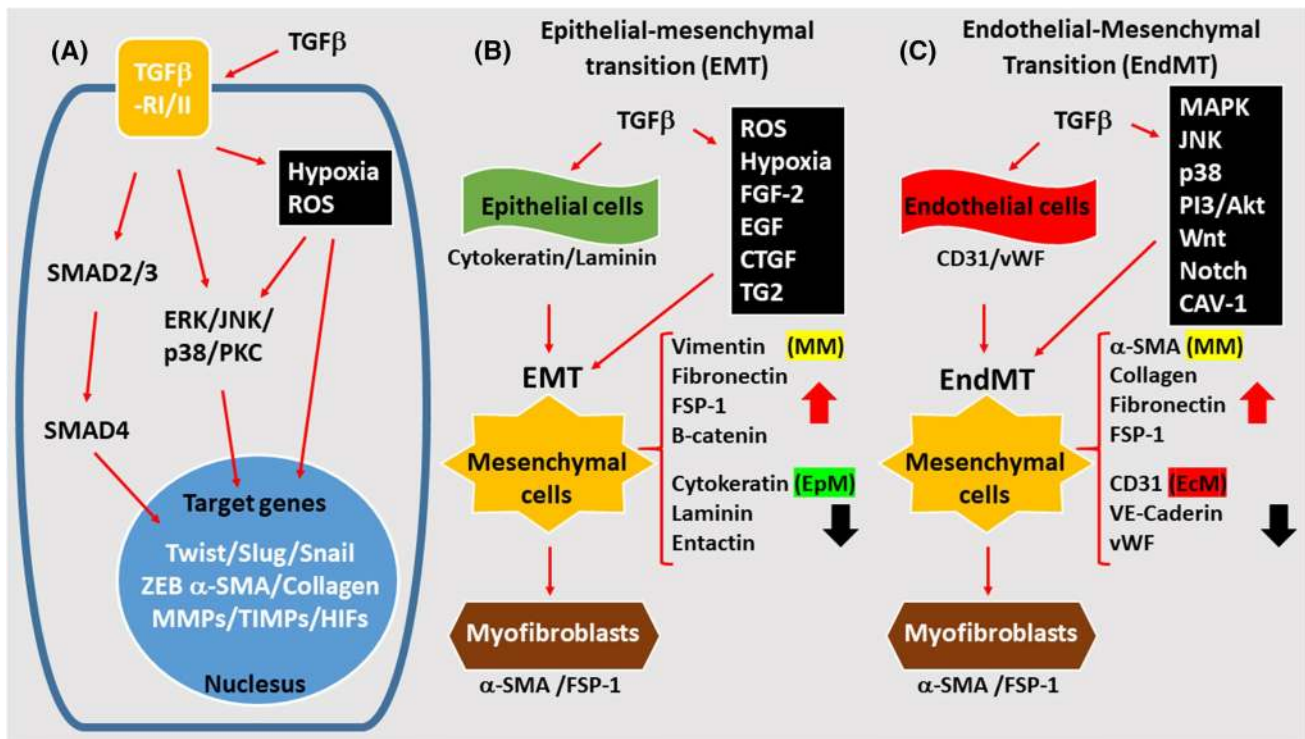 (A)
TGFβ
TGFβ
-RI/II
Hypoxia
ROS
SMAD2/3
ERK/JNK/
p38/PKC
SMAD4
Target genes
Twist/Slug/Snail
ZEB α-SMA/Collagen
MMPs/TIMPs/HIFs
Nuclesus
(B)
Epithelial-mesenchymal
transition (EMT)
TGFβ
ROS
Hypoxia
FGF-2
EGF
CTGF
TG2
Epithelial cells
Cytokeratin/Laminin
EMT
Mesenchymal
cells
Vimentin (MM)
Fibronectin
FSP-1
B-catenin
Cytokeratin (EpM)
Laminin
Entactin
Myofibroblasts
α-SMA /FSP-1
(C)
Endothelial-Mesenchymal
Transition (EndMT)
TGFβ
MAPK
JNK
p38
PI3/Akt
Wnt
Notch
CAV-1
Endothelial cells
CD31/vWF
EndMT
Mesenchymal
cells
α-SMA (MM)
Collagen
Fibronectin
FSP-1
CD31 (EcM)
VE-Caderin
vWF
Myofibroblasts
α-SMA /FSP-1